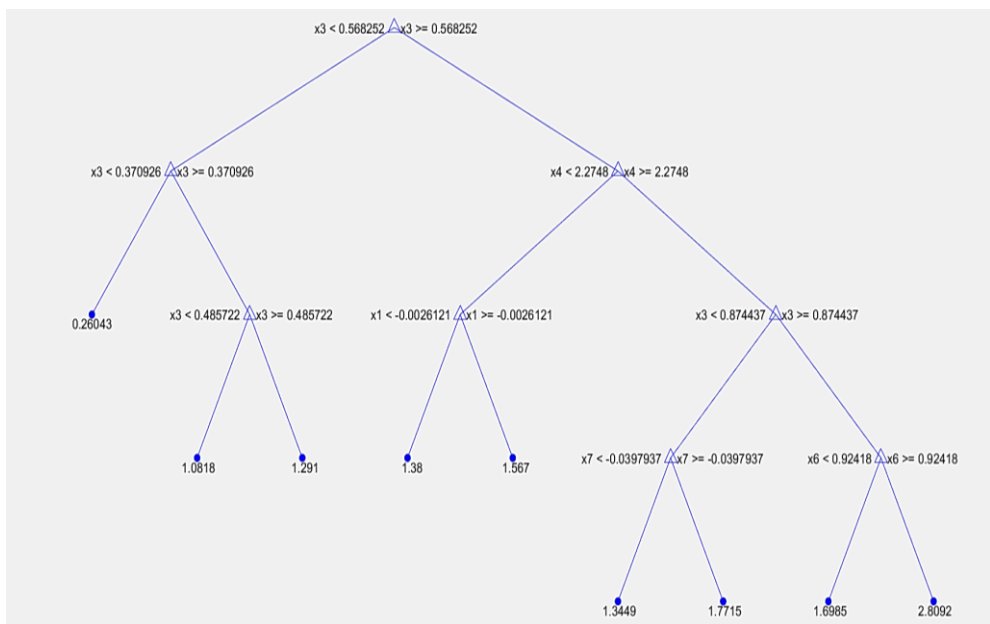 x3 < 0.568252 x3 >= 0.568252
x3 < 0.370926 x3 >= 0.370926
x4 < 2.2748 x4 >= 2.2748
0.26043
x3 < 0.485722 x3 >= 0.485722
x1 < -0.0026121 x1 >= -0.0026121
x3 < 0.874437 x3 >= 0.874437
1.0818
1.291
1.38
1.567
x7 < -0.0397937 x7 >= -0.0397937
x6 < 0.92418 x6 >= 0.92418
1.3449
1.7715
1.6985
2.8092